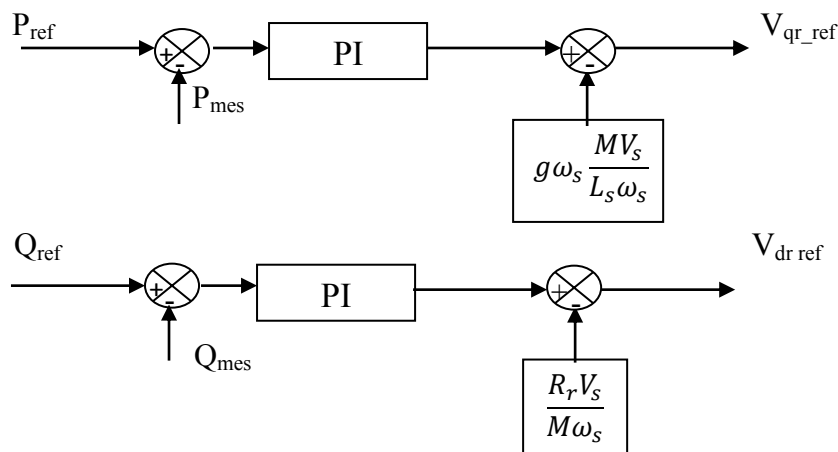 P_ref + - PI + - V_qr_ref
P_mes
gω_s MV_s / L_sω_s
Q_ref + - PI + - V_dr ref
Q_mes
R_rV_s / Mω_s